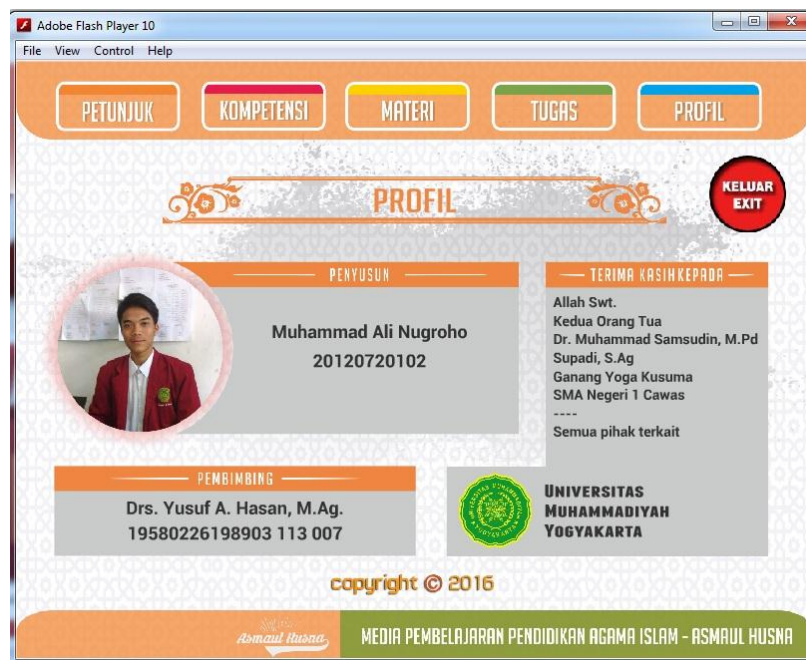 Adobe Flash Player 10
File View Control Help
PETUNJUK KOMPETENSI MATERI TUGAS PROFIL
PROFIL
KELUAR
EXIT
PENYUSUN
Muhammad Ali Nugroho
20120720102
TERIMA KASIH KEPADA
Allah Swt.
Kedua Orang Tua
Dr. Muhammad Samsudin, M.Pd
Supadi, S.Ag
Ganang Yoga Kusuma
SMA Negeri 1 Cawas
----
Semua pihak terkait
PEMBIMBING
Drs. Yusuf A. Hasan, M.Ag.
19580226198903 113 007
UNIVERSITAS
MUHAMMADIYAH
YOGYAKARTA
copyright © 2016
Asmaul Husna
MEDIA PEMBELAJARAN PENDIDIKAN AGAMA ISLAM - ASMAUL HUSNA